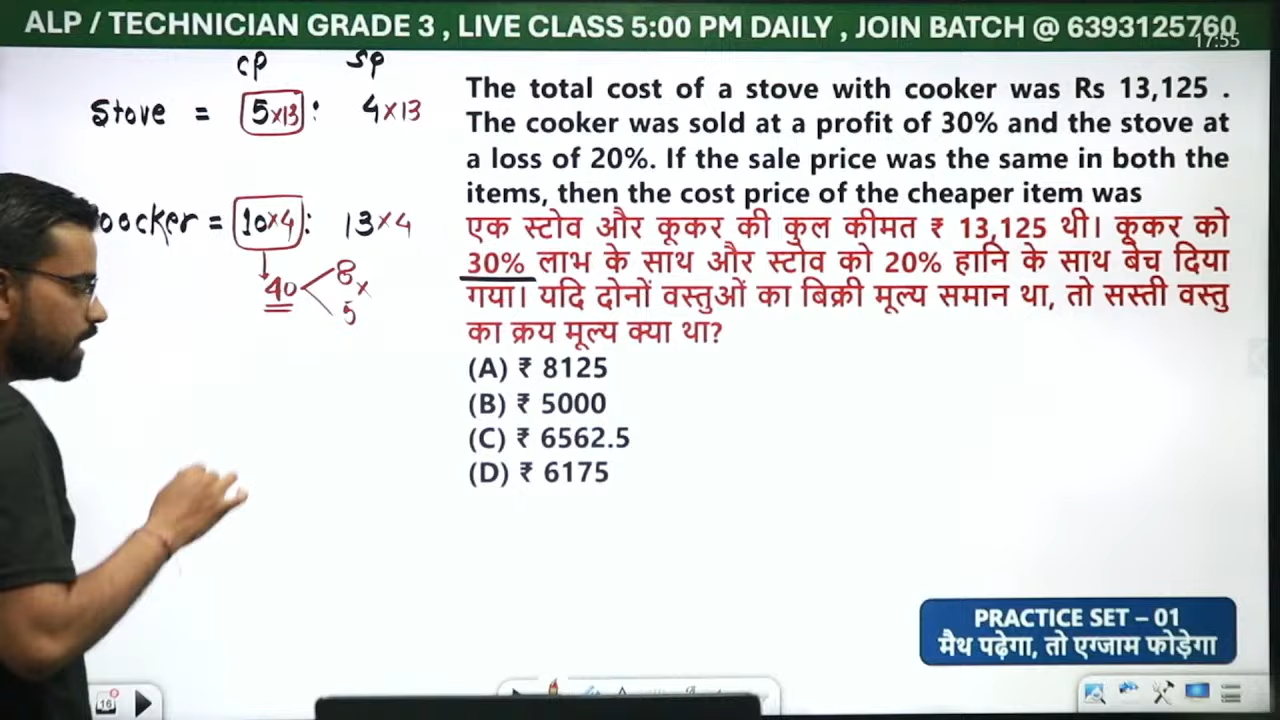 ALP / TECHNICIAN GRADE 3 , LIVE CLASS 5:00 PM DAILY , JOIN BATCH @ 6393125760
17:55
CP SP
Stove = 5×13 : 4×13
oocker = 10×4 : 13×4
40 8×
5
The total cost of a stove with cooker was Rs 13,125 .
The cooker was sold at a profit of 30% and the stove at
a loss of 20%. If the sale price was the same in both the
items, then the cost price of the cheaper item was
एक स्टोव और कूकर की कुल कीमत ₹ 13,125 थी। कूकर को
30% लाभ के साथ और स्टोव को 20% हानि के साथ बेच दिया
गया। यदि दोनों वस्तुओं का बिक्री मूल्य समान था, तो सस्ती वस्तु
का क्रय मूल्य क्या था?
(A) ₹ 8125
(B) ₹ 5000
(C) ₹ 6562.5
(D) ₹ 6175
PRACTICE SET – 01
मैथ पढ़ेगा, तो एग्जाम फोड़ेगा
16